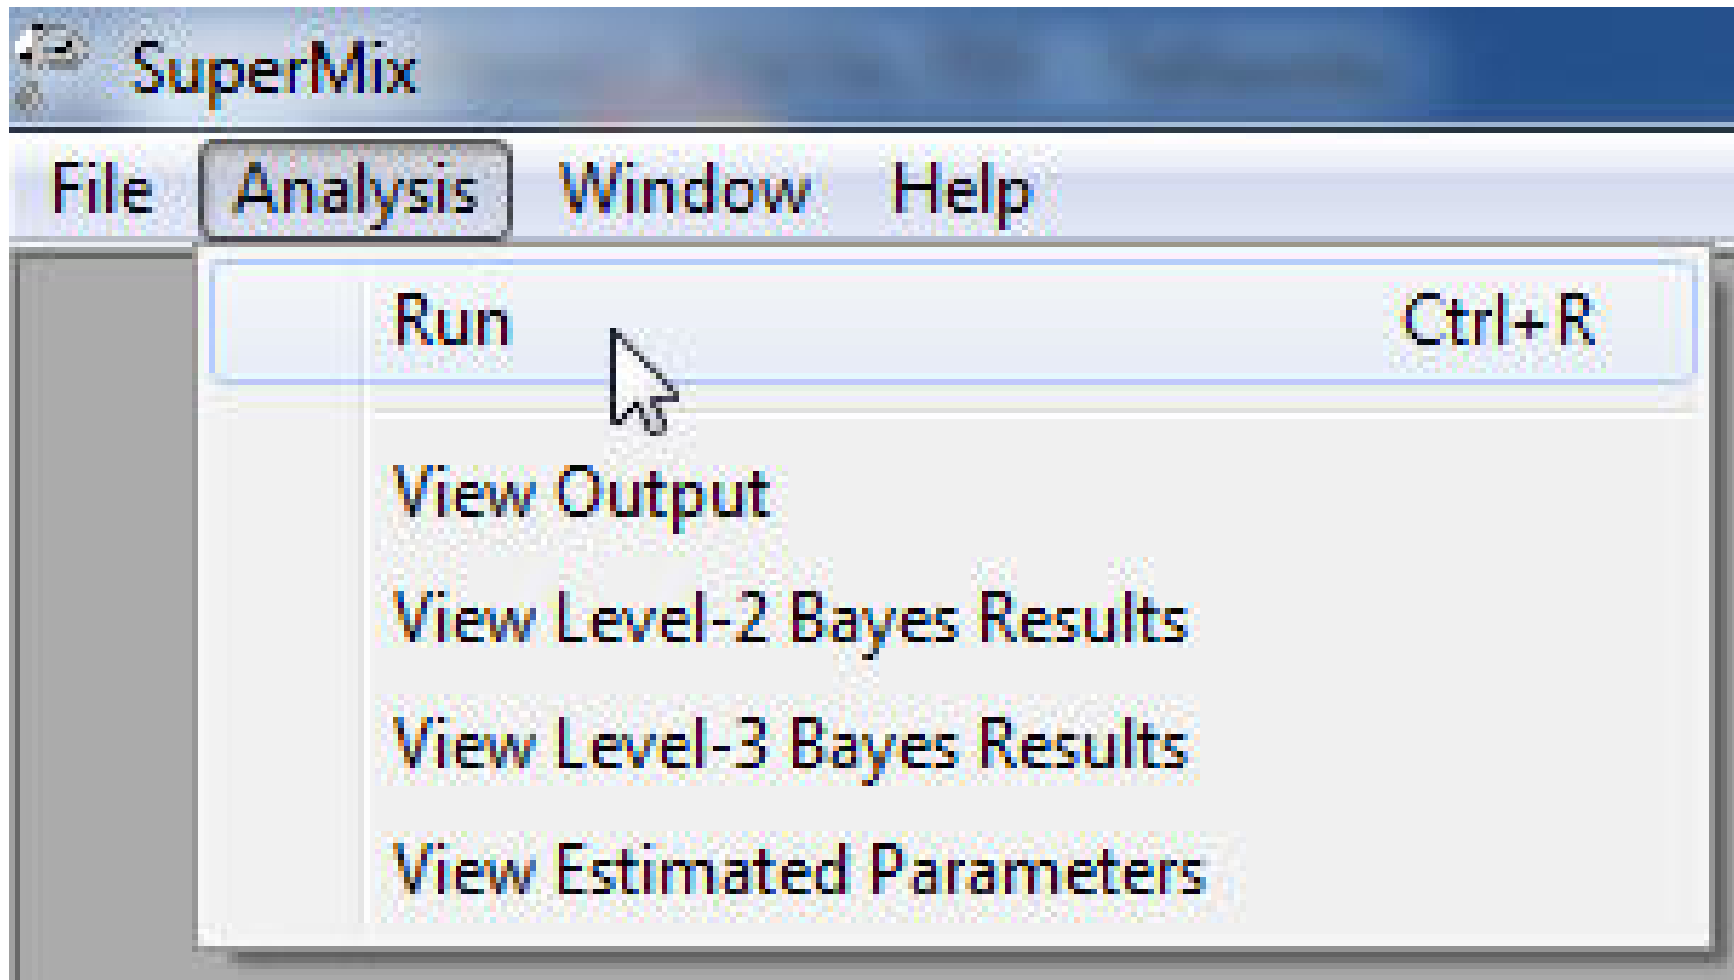 SuperMix
File Analysis Window Help
Run Ctrl+R
View Output
View Level-2 Bayes Results
View Level-3 Bayes Results
View Estimated Parameters